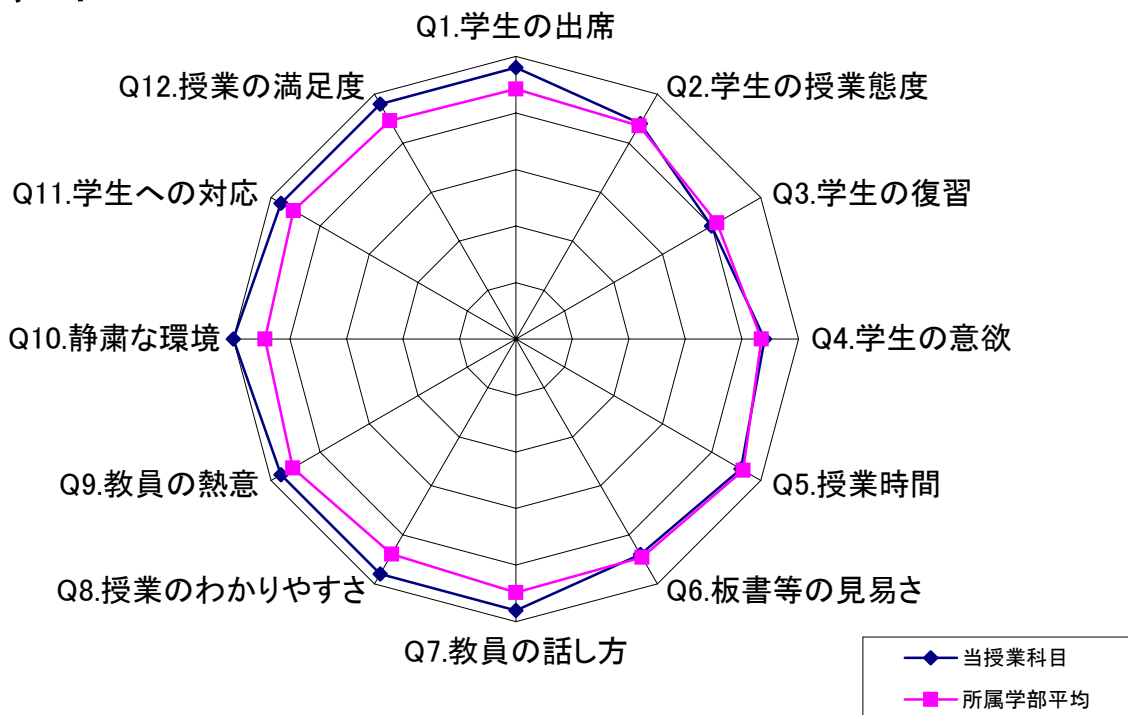 Q1.学生の出席
Q2.学生の授業態度
Q3.学生の復習
Q4.学生の意欲
Q5.授業時間
Q6.板書等の見易さ
Q7.教員の話し方
Q8.授業のわかりやすさ
Q9.教員の熱意
Q10.静粛な環境
Q11.学生への対応
Q12.授業の満足度
当授業科目
所属学部平均